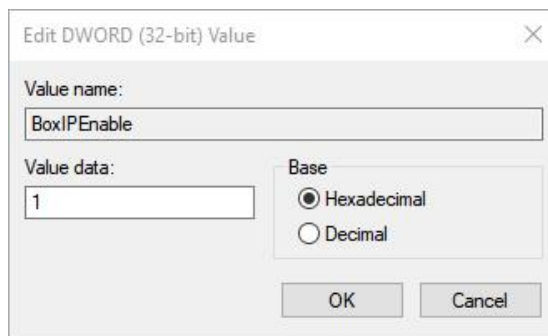 Edit DWORD (32-bit) Value
Value name:
BoxIPEnable
Value data:
1
Base
Hexadecimal
Decimal
OK
Cancel